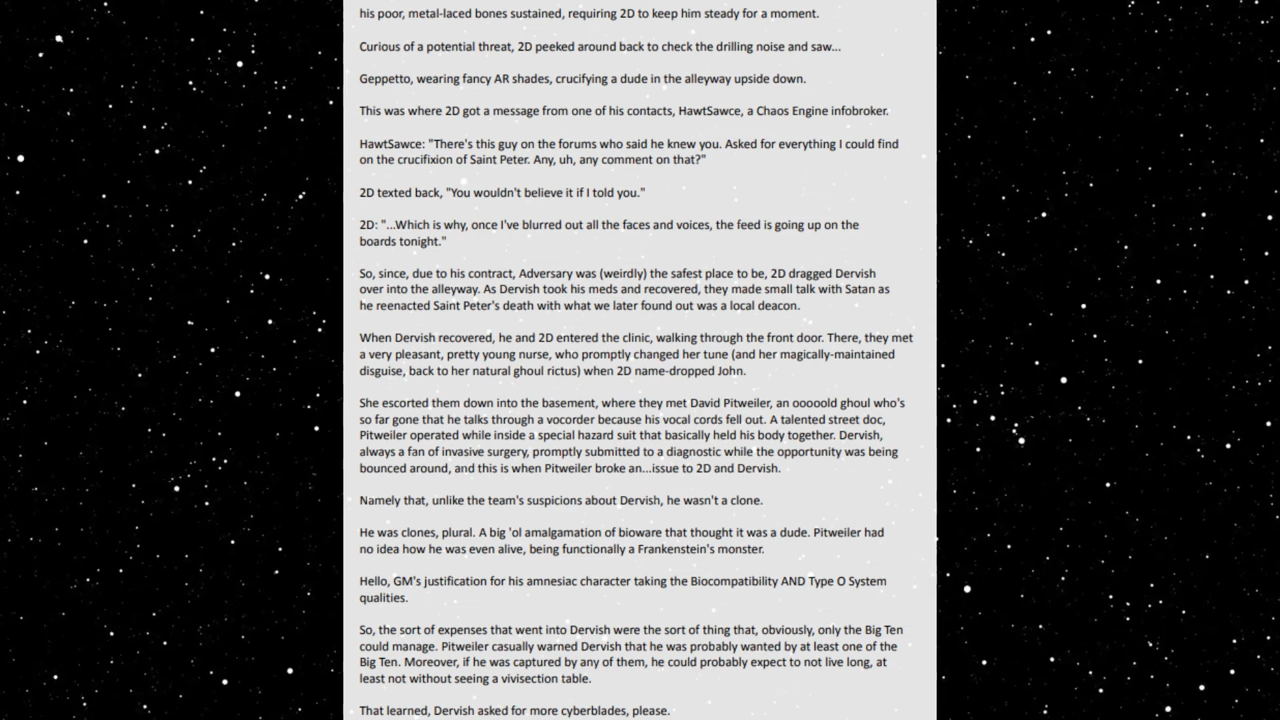 his poor, metal-laced bones sustained, requiring 2D to keep him steady for a moment.
Curious of a potential threat, 2D peeked around back to check the drilling noise and saw...
Geppetto, wearing fancy AR shades, crucifying a dude in the alleyway upside down.
This was where 2D got a message from one of his contacts, HawtSawce, a Chaos Engine infobroker.
HawtSawce: "There's this guy on the forums who said he knew you. Asked for everything I could find
on the crucifixion of Saint Peter. Any, uh, any comment on that?"
2D texted back, "You wouldn't believe it if I told you."
2D: "...Which is why, once I've blurred out all the faces and voices, the feed is going up on the
boards tonight."
So, since, due to his contract, Adversary was (weirdly) the safest place to be, 2D dragged Dervish
over into the alleyway. As Dervish took his meds and recovered, they made small talk with Satan as
he reenacted Saint Peter's death with what we later found out was a local deacon.
When Dervish recovered, he and 2D entered the clinic, walking through the front door. There, they met
a very pleasant, pretty young nurse, who promptly changed her tune (and her magically-maintained
disguise, back to her natural ghoul rictus) when 2D name-dropped John.
She escorted them down into the basement, where they met David Pitweiler, an ooooold ghoul who's
so far gone that he talks through a vocorder because his vocal cords fell out. A talented street doc,
Pitweiler operated while inside a special hazard suit that basically held his body together. Dervish,
always a fan of invasive surgery, promptly submitted to a diagnostic while the opportunity was being
bounced around, and this is when Pitweiler broke an...issue to 2D and Dervish.
Namely that, unlike the team's suspicions about Dervish, he wasn't a clone.
He was clones, plural. A big 'ol amalgamation of bioware that thought it was a dude. Pitweiler had
no idea how he was even alive, being functionally a Frankenstein's monster.
Hello, GM's justification for his amnesiac character taking the Biocompatibility AND Type O System
qualities.
So, the sort of expenses that went into Dervish were the sort of thing that, obviously, only the Big Ten
could manage. Pitweiler casually warned Dervish that he was probably wanted by at least one of the
Big Ten. Moreover, if he was captured by any of them, he could probably expect to not live long, at
least not without seeing a vivisection table.
That learned, Dervish asked for more cyberblades, please.